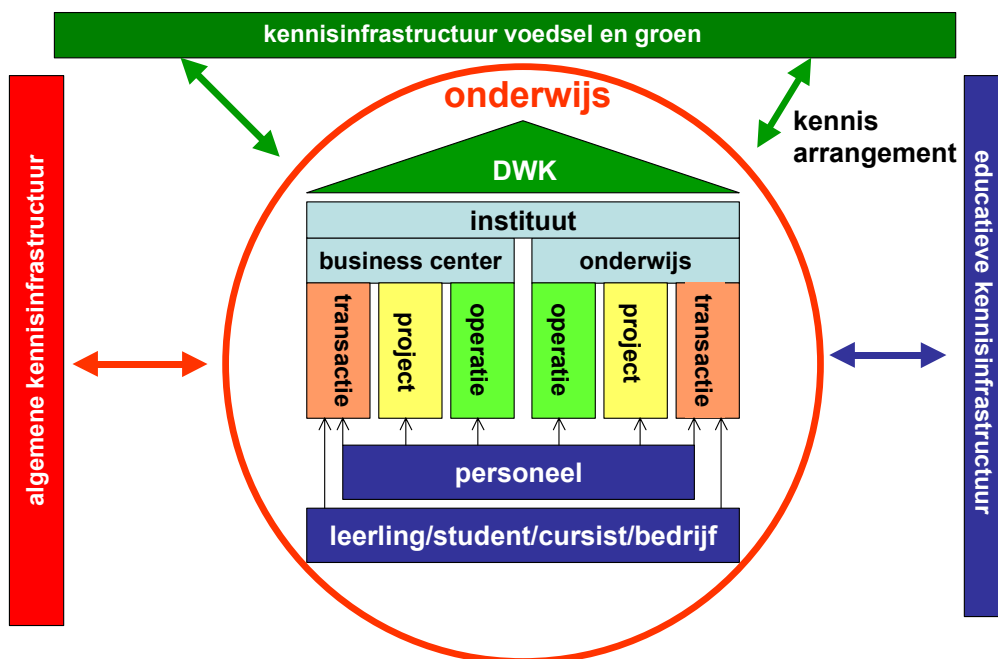 kennisinfrastructuur voedsel en groen
onderwijs
kennis
arrangement
algemene kennisinfrastructuur
educatieve kennisinfrastructuur
DWK
instituut
business center
onderwijs
transactie
project
operatie
operatie
project
transactie
personeel
leerling/student/cursist/bedrijf